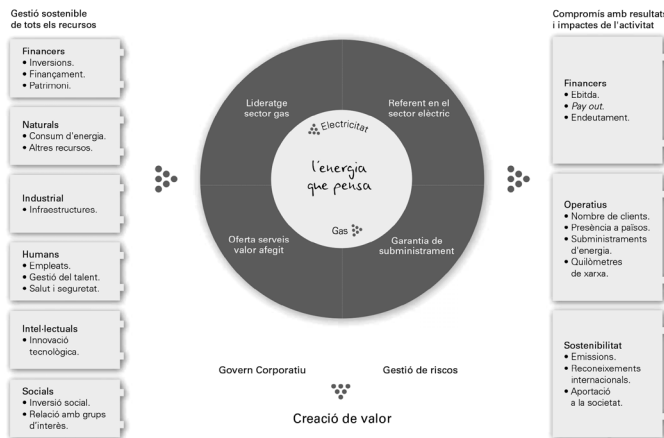 Gestió sostenible
de tots els recursos
Financers
• Inversions.
• Finançament.
• Patrimoni.
Naturals
• Consum d'energia.
• Altres recursos.
Industrial
• Infraestructures.
Humans
• Empleats.
• Gestió del talent.
• Salut i seguretat.
Intel·lectuals
• Innovació
tecnològica.
Socials
• Inversió social.
• Relació amb grups
d'interès.
Lideratge
sector gas
Referent en el
sector elèctric
Electricitat
l'energia
que pensa
Gas
Oferta serveis
valor afegit
Garantia de
subministrament
Govern Corporatiu
Gestió de riscos
Creació de valor
Compromís amb resultats
i impactes de l'activitat
Financers
• Ebitda.
• Pay out.
• Endeutament.
Operatius
• Nombre de clients.
• Presència a països.
• Subministraments
d'energia.
• Quilòmetres
de xarxa.
Sostenibilitat
• Emissions.
• Reconeixements
internacionals.
• Aportació
a la societat.